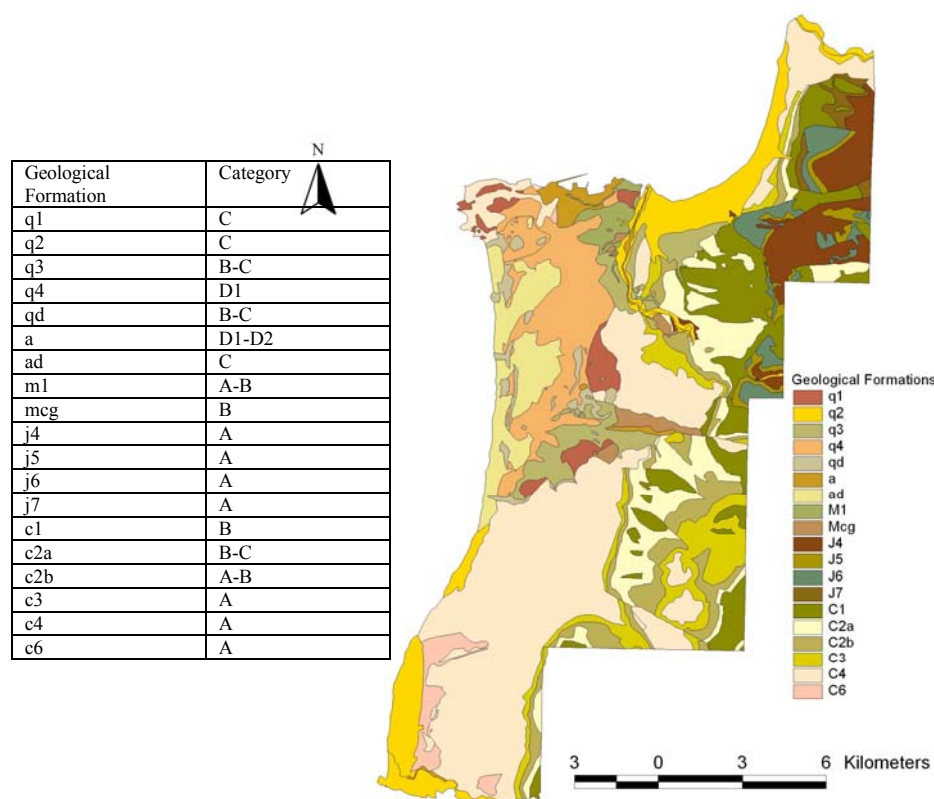 N
Geological Formation Category
q1 C
q2 C
q3 B-C
q4 D1
qd B-C
a D1-D2
ad C
m1 A-B
mcg B
j4 A
j5 A
j6 A
j7 A
c1 B
c2a B-C
c2b A-B
c3 A
c4 A
c6 A
Geological Formations
q1
q2
q3
q4
qd
a
ad
M1
Mcg
J4
J5
J6
J7
C1
C2a
C2b
C3
C4
C6
3 0 3 6 Kilometers